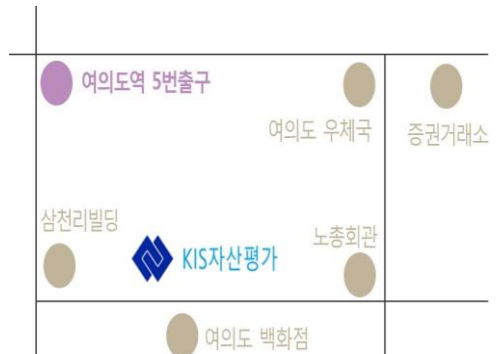 여의도역 5번출구
여의도 우체국
증권거래소
삼천리빌딩
노총회관
KIS자산평가
여의도 백화점